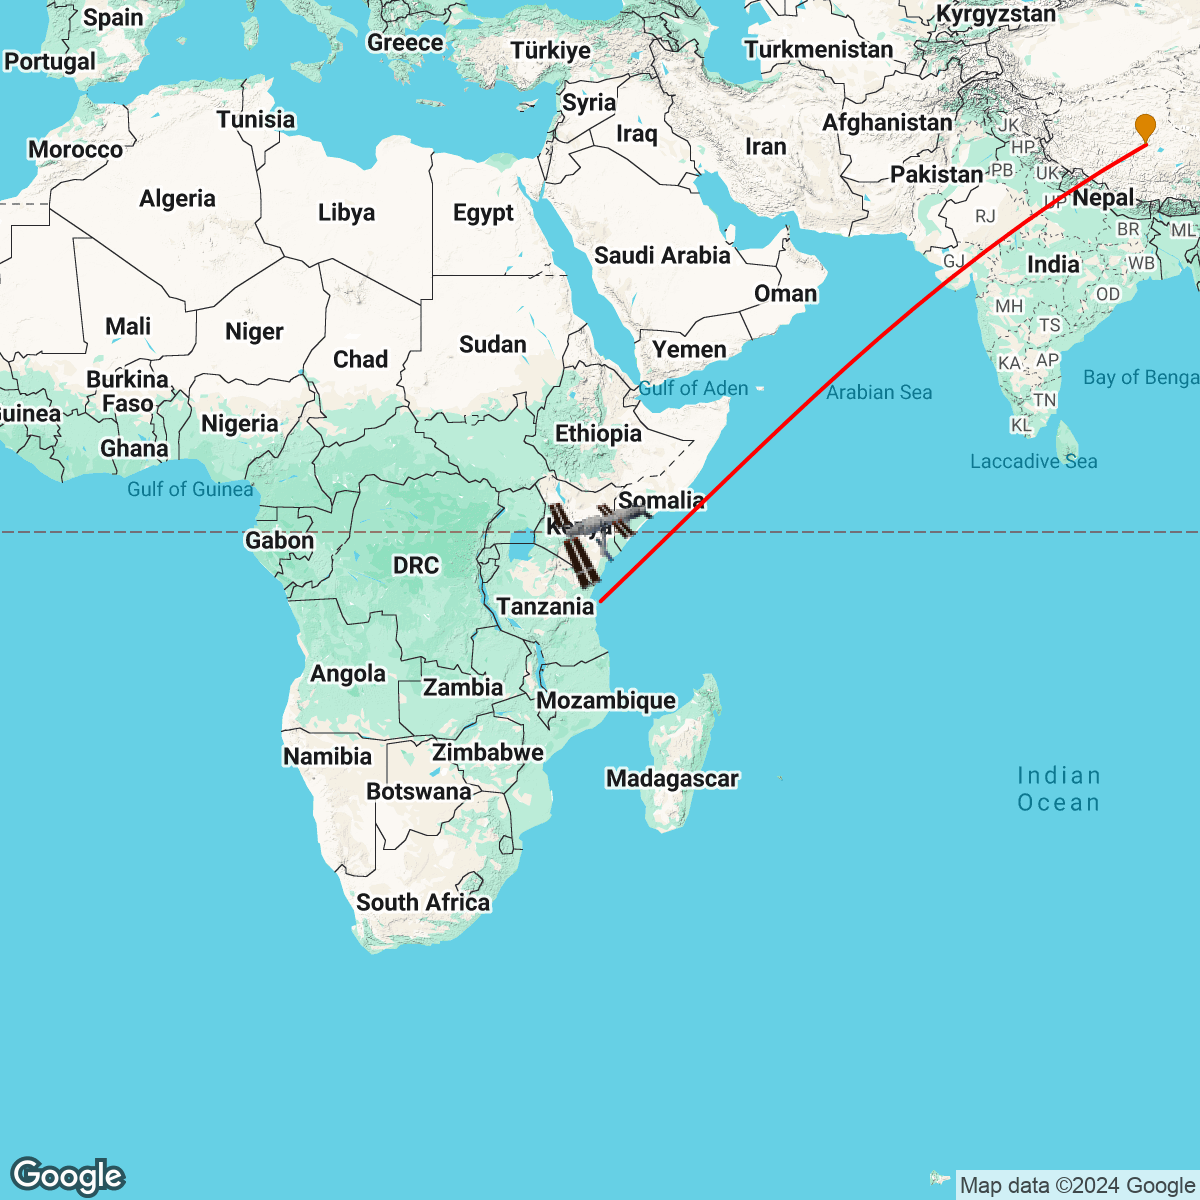 Spain
Kyrgyzstan
Portugal
Greece
Türkiye
Turkmenistan
Syria
Tunisia
Afghanistan
JK
Morocco
Iraq
Iran
HP
Pakistan
PB
UK
Algeria
Nepal
UP
Libya
Egypt
RJ
BR
ML
Saudi Arabia
GJ
India
WB
Oman
OD
MH
Mali
Niger
TS
Sudan
Yemen
Chad
KA
AP
Burkina
Faso
Bay of Benga
Gulf of Aden
Arabian Sea
TN
Guinea
Nigeria
KL
Ethiopia
Ghana
Laccadive Sea
Gulf of Guinea
Somalia
Kenya
Gabon
DRC
Tanzania
Angola
Zambia
Mozambique
Namibia
Zimbabwe
Madagascar
Indian
Ocean
Botswana
South Africa
Google
Map data ©2024 Google